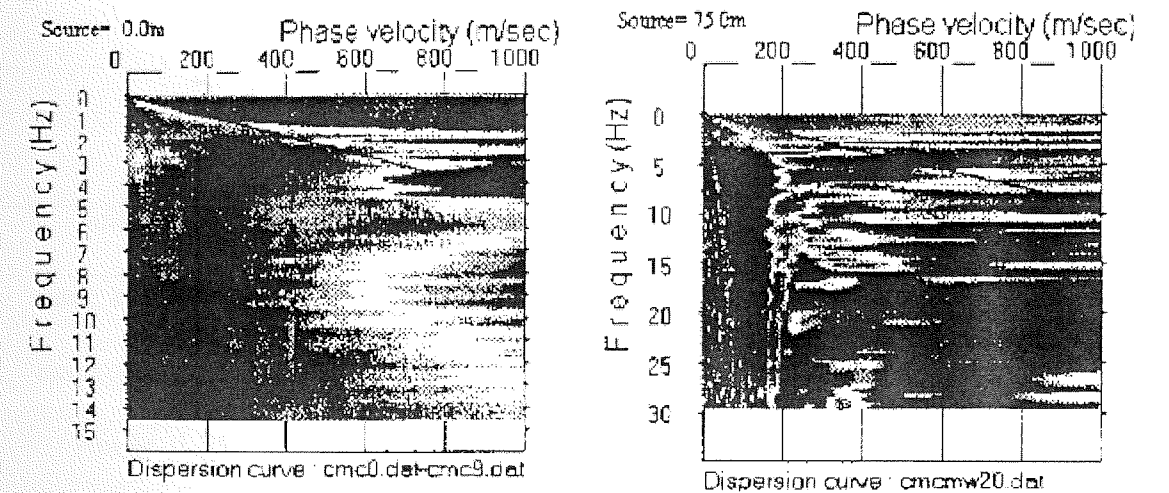 Source= 0.0m
Phase velocity (m/sec)
0 200 400 600 800 1000
Frequency (Hz)
0
1
2
3
4
5
6
7
8
9
10
11
12
13
14
15
Dispersion curve : cmc0.dat-cmc9.dat
Source= 75.0m
Phase velocity (m/sec)
0 200 400 600 800 1000
Frequency (Hz)
0
5
10
15
20
25
30
Dispersion curve : cmcmw20.dat